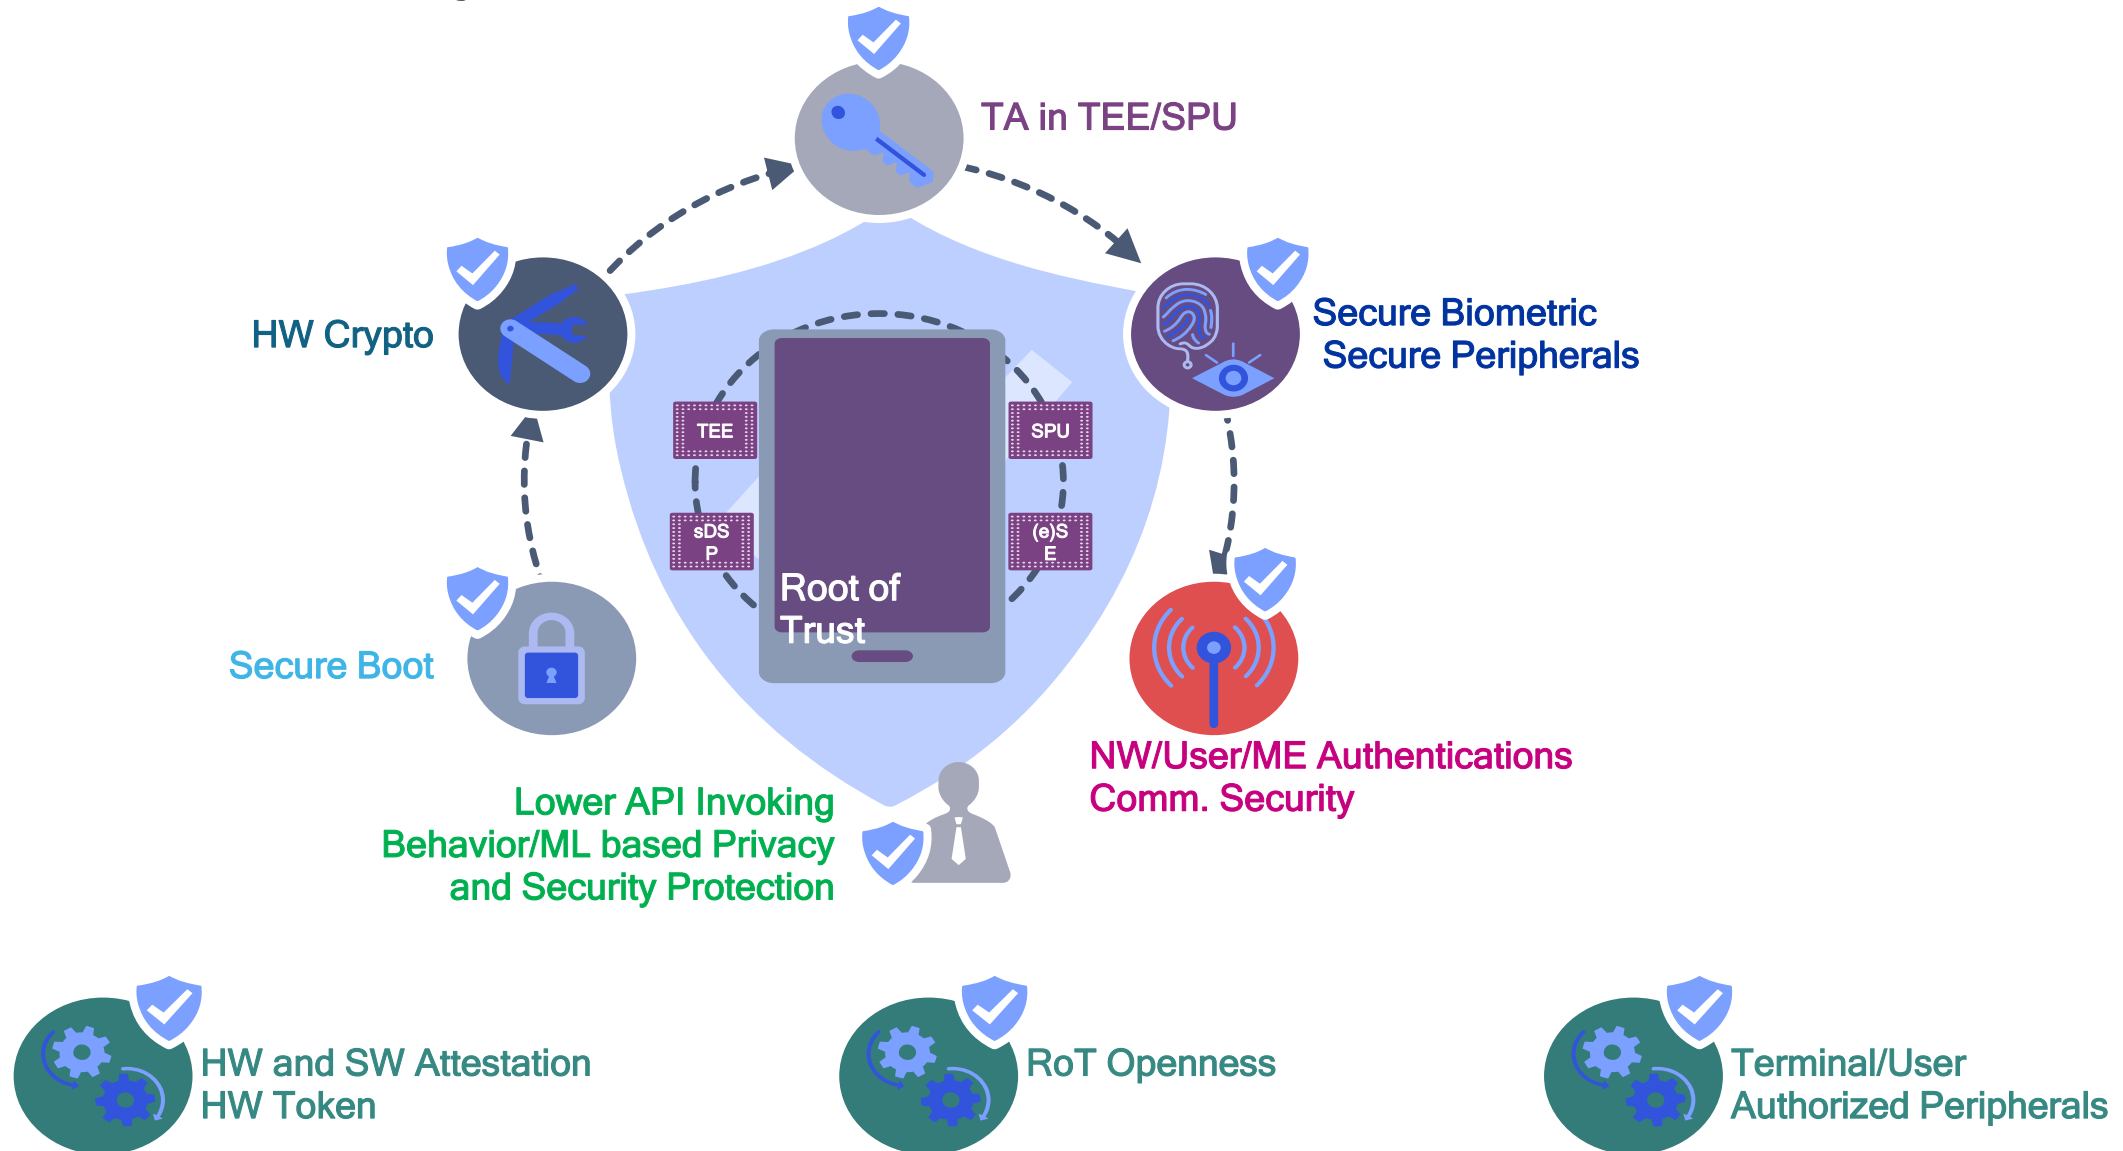 TA in TEE/SPU
HW Crypto
Secure Biometric
Secure Peripherals
TEE
SPU
sDS
P
(e)S
E
Root of
Trust
Secure Boot
NW/User/ME Authentications
Comm. Security
Lower API Invoking
Behavior/ML based Privacy
and Security Protection
HW and SW Attestation
HW Token
RoT Openness
Terminal/User
Authorized Peripherals